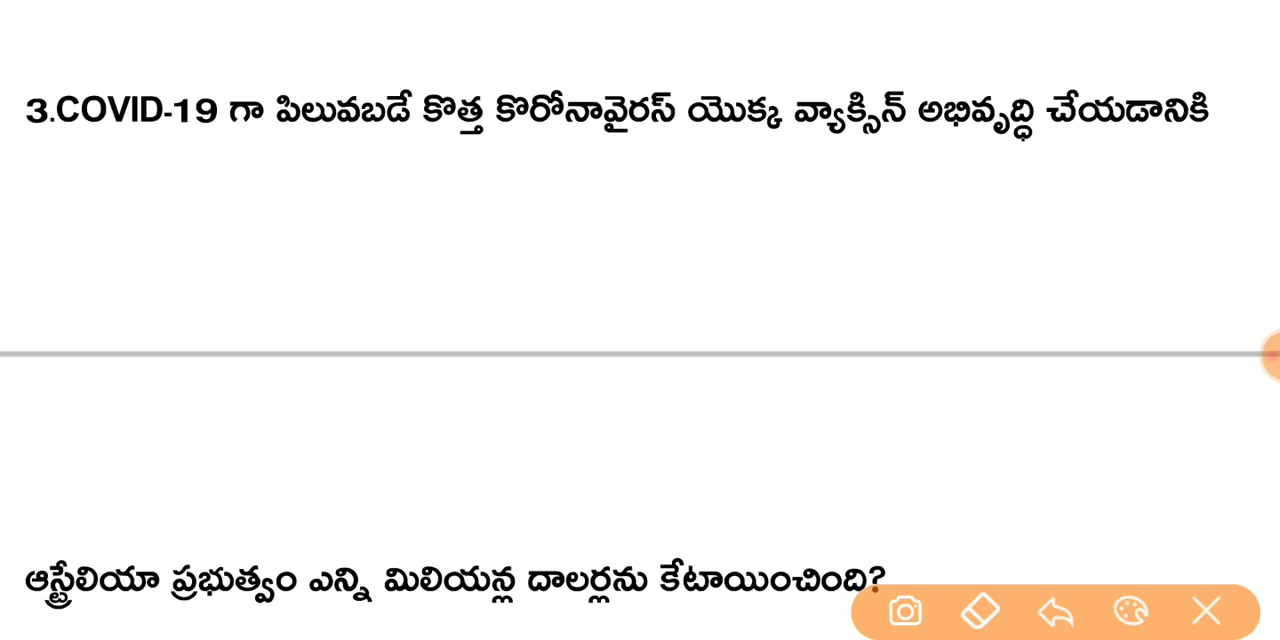 3.COVID-19 గా పిలువబడే కొత్త కొరోనావైరస్ యొక్క వ్యాక్సిన్ అభివృద్ధి చేయడానికి
ఆస్ట్రేలియా ప్రభుత్వం ఎన్ని మిలియన్ల దాలర్లను కేటాయించింది?